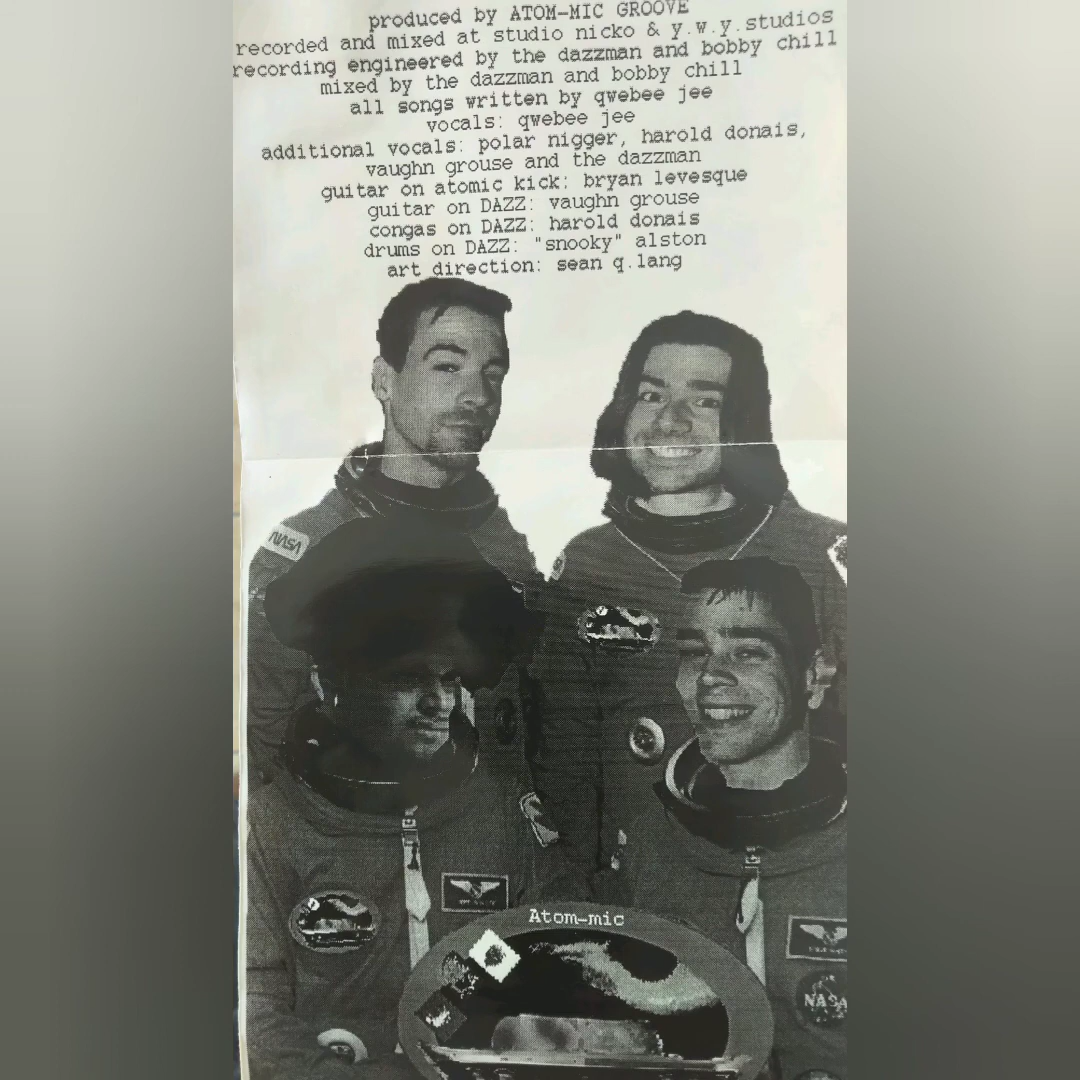 produced by ATOM-MIC GROOVE
recorded and mixed at studio nicko & y.w.y.studios
recording engineered by the dazzman and bobby chill
mixed by the dazzman and bobby chill
all songs written by qwebee jee
vocals: qwebee jee
additional vocals: polar nigger, harold donais,
vaughn grouse and the dazzman
guitar on atomic kick: bryan levesque
guitar on DAZZ: vaughn grouse
congas on DAZZ: harold donais
drums on DAZZ: "snooky" alston
art direction: sean q.lang
NASA
Atom-mic
NASA